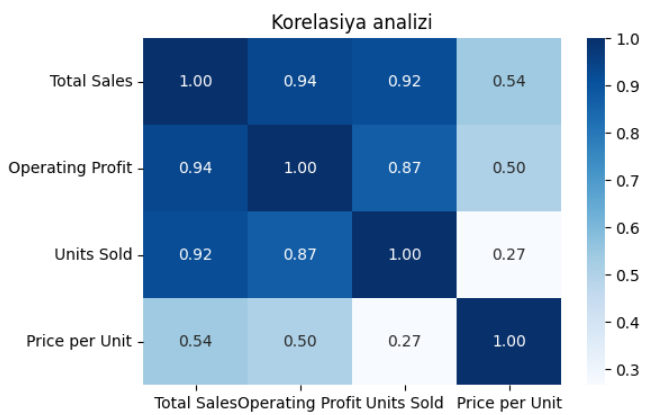 Korelasiya analizi
Total Sales 1.00 0.94 0.92 0.54
Operating Profit 0.94 1.00 0.87 0.50
Units Sold 0.92 0.87 1.00 0.27
Price per Unit 0.54 0.50 0.27 1.00
Total Sales Operating Profit Units Sold Price per Unit
1.0
0.9
0.8
0.7
0.6
0.5
0.4
0.3